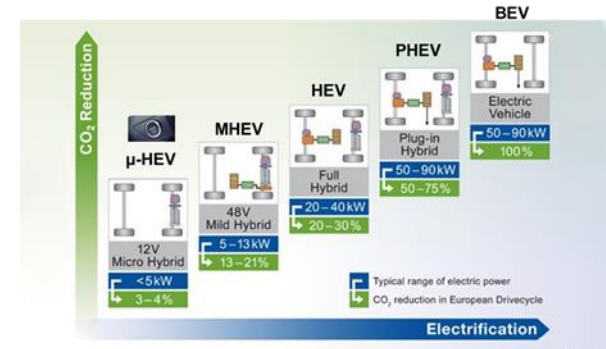 BEV
PHEV
HEV
MHEV
μ-HEV
CO₂ Reduction
Electric
Vehicle
50–90kW
100%
Plug-in
Hybrid
50–90kW
50–75%
Full
Hybrid
20–40kW
20–30%
48V
Mild Hybrid
5–13kW
13–21%
12V
Micro Hybrid
<5kW
3–4%
Typical range of electric power
CO₂ reduction in European Drivecycle
Electrification